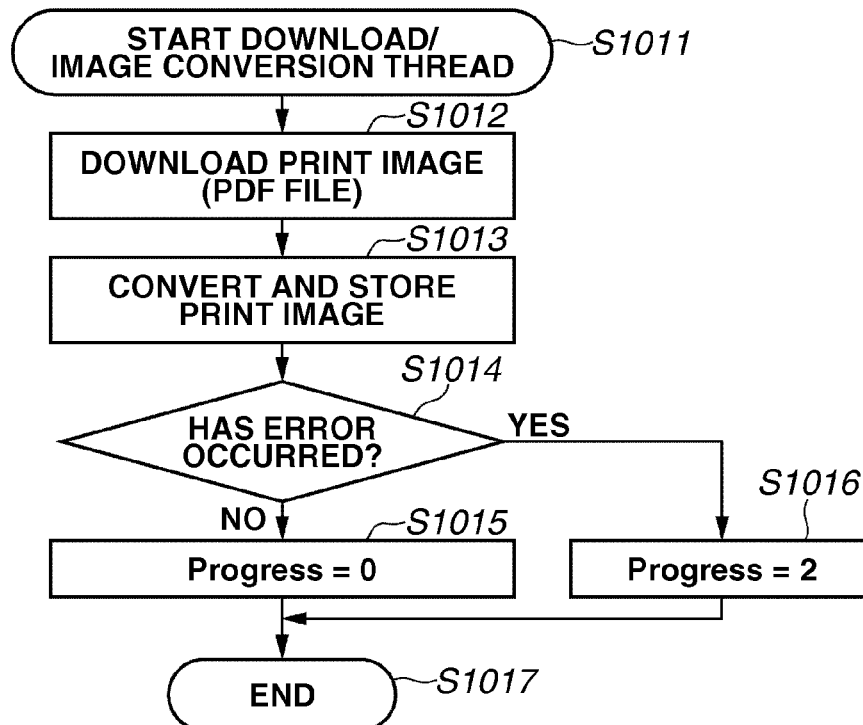 START DOWNLOAD/
IMAGE CONVERSION THREAD
S1011
S1012
DOWNLOAD PRINT IMAGE
(PDF FILE)
S1013
CONVERT AND STORE
PRINT IMAGE
S1014
HAS ERROR
OCCURRED?
YES
S1016
NO
S1015
Progress = 0
Progress = 2
END
S1017